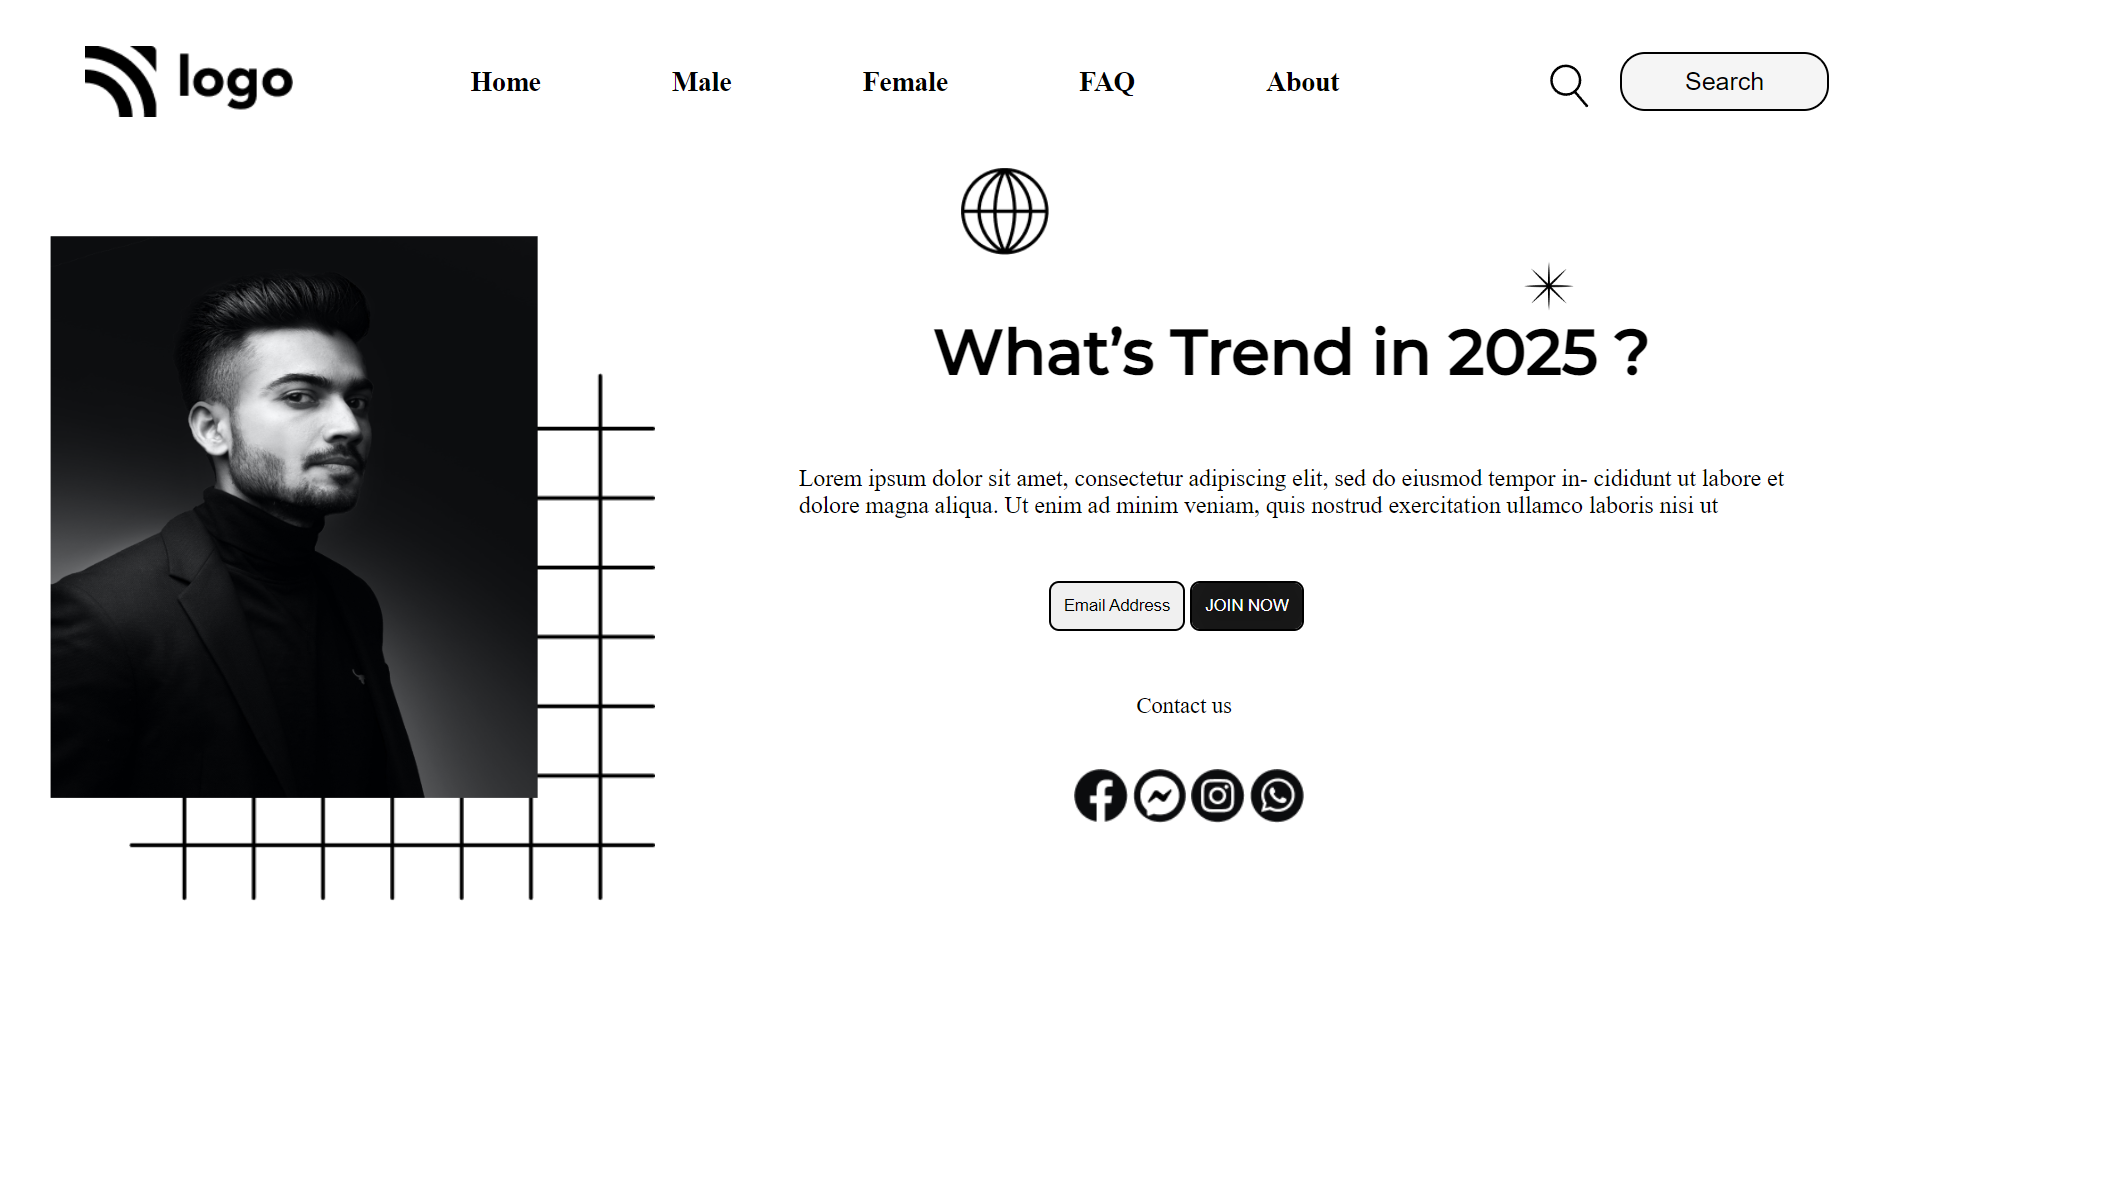 logo
Home
Male
Female
FAQ
About
Search
What’s Trend in 2025 ?
Lorem ipsum dolor sit amet, consectetur adipiscing elit, sed do eiusmod tempor in- cididunt ut labore et
dolore magna aliqua. Ut enim ad minim veniam, quis nostrud exercitation ullamco laboris nisi ut
Email Address
JOIN NOW
Contact us